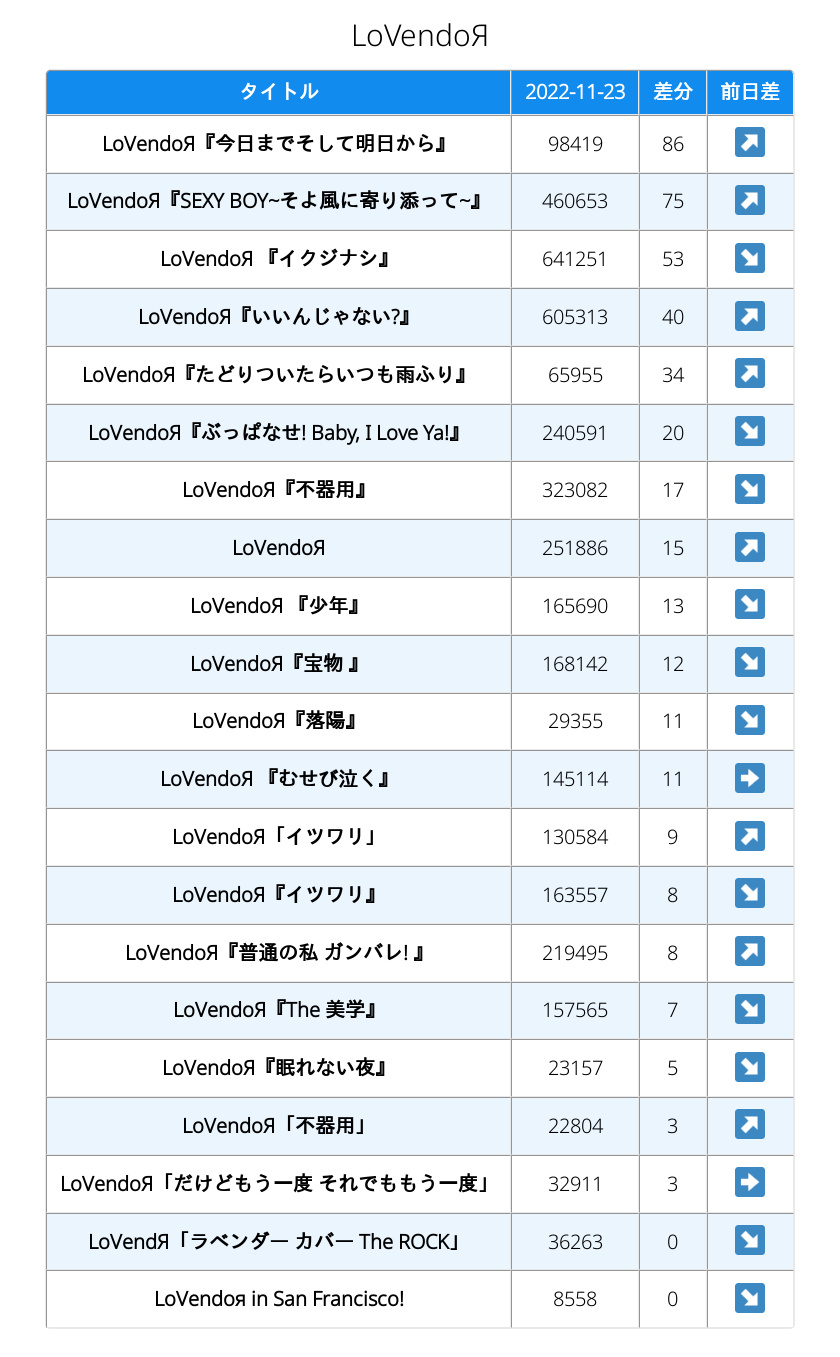 LoVendoЯ
タイトル 2022-11-23 差分 前日差
LoVendoЯ『今日までそして明日から』 98419 86 ↗
LoVendoЯ『SEXY BOY~そよ風に寄り添って~』 460653 75 ↗
LoVendoЯ 『イクジナシ』 641251 53 ↘
LoVendoЯ『いいんじゃない?』 605313 40 ↗
LoVendoЯ『たどりついたらいつも雨ふり』 65955 34 ↗
LoVendoЯ『ぶっぱなせ! Baby, I Love Ya!』 240591 20 ↘
LoVendoЯ『不器用』 323082 17 ↘
LoVendoЯ 251886 15 ↗
LoVendoЯ 『少年』 165690 13 ↘
LoVendoЯ『宝物 』 168142 12 ↘
LoVendoЯ『落陽』 29355 11 ↘
LoVendoЯ 『むせび泣く』 145114 11 ➡
LoVendoЯ「イツワリ」 130584 9 ↗
LoVendoЯ『イツワリ』 163557 8 ↘
LoVendoЯ『普通の私 ガンバレ! 』 219495 8 ↗
LoVendoЯ『The 美学』 157565 7 ↘
LoVendoЯ『眠れない夜』 23157 5 ↘
LoVendoЯ「不器用」 22804 3 ↗
LoVendoЯ「だけどもう一度 それでももう一度」 32911 3 ➡
LoVendЯ「ラベンダー カバー The ROCK」 36263 0 ↘
LoVendoя in San Francisco! 8558 0 ↘